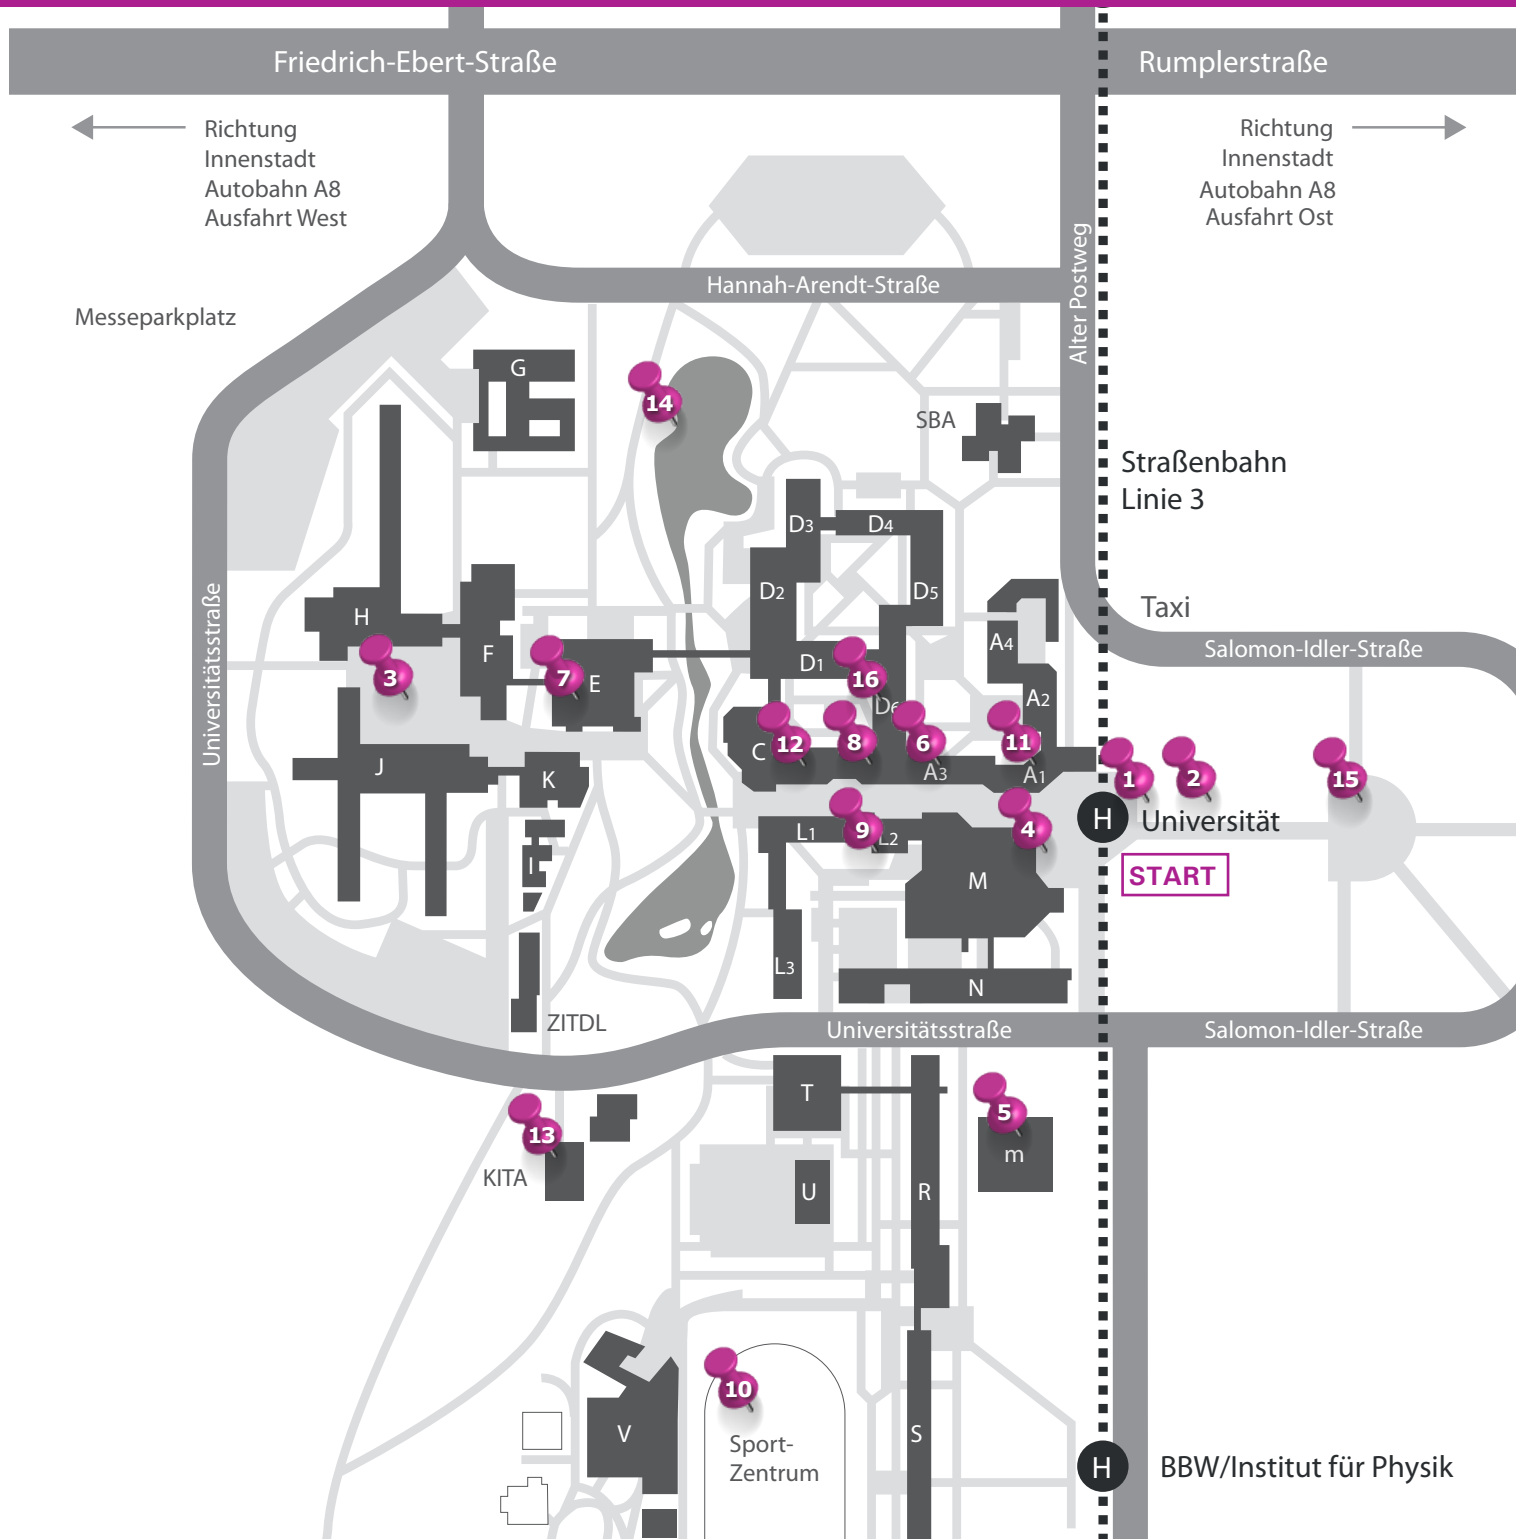 Friedrich-Ebert-Straße
Rumplerstraße
Richtung
Innenstadt
Autobahn A8
Ausfahrt West
Richtung
Innenstadt
Autobahn A8
Ausfahrt Ost
Messeparkplatz
Hannah-Arendt-Straße
Alter Postweg
G
14
SBA
Straßenbahn
Linie 3
D3
D4
D2
D5
Universitätsstraße
H
F
3
7
E
D1
16
D6
A4
A2
Taxi
Salomon-Idler-Straße
C
12
8
6
A3
11
A1
1
2
15
J
K
I
L1
9
L2
4
M
H
Universität
START
L3
N
ZITDL
Universitätsstraße
Salomon-Idler-Straße
T
5
m
13
KITA
U
R
10
V
Sport-
Zentrum
S
H
BBW/Institut für Physik